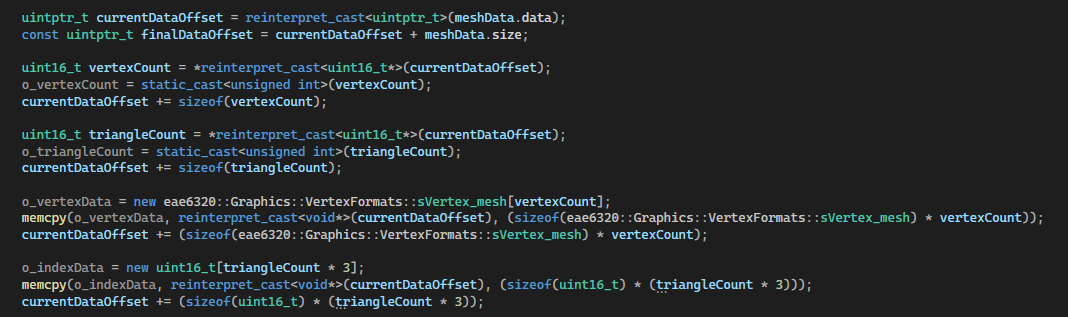 uintptr_t currentDataOffset = reinterpret_cast<uintptr_t>(meshData.data);
const uintptr_t finalDataOffset = currentDataOffset + meshData.size;
uint16_t vertexCount = *reinterpret_cast<uint16_t*>(currentDataOffset);
o_vertexCount = static_cast<unsigned int>(vertexCount);
currentDataOffset += sizeof(vertexCount);
uint16_t triangleCount = *reinterpret_cast<uint16_t*>(currentDataOffset);
o_triangleCount = static_cast<unsigned int>(triangleCount);
currentDataOffset += sizeof(triangleCount);
o_vertexData = new eae6320::Graphics::VertexFormats::sVertex_mesh[vertexCount];
memcpy(o_vertexData, reinterpret_cast<void*>(currentDataOffset), (sizeof(eae6320::Graphics::VertexFormats::sVertex_mesh) * vertexCount));
currentDataOffset += (sizeof(eae6320::Graphics::VertexFormats::sVertex_mesh) * vertexCount);
o_indexData = new uint16_t[triangleCount * 3];
memcpy(o_indexData, reinterpret_cast<void*>(currentDataOffset), (sizeof(uint16_t) * (triangleCount * 3)));
currentDataOffset += (sizeof(uint16_t) * (triangleCount * 3));